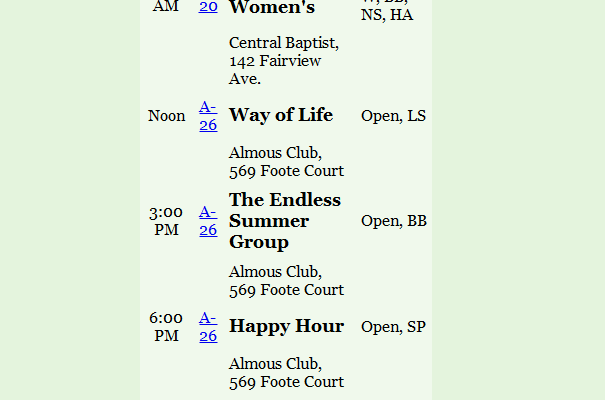 AM 20 Women's
NS, HA
Central Baptist,
142 Fairview
Ave.
Noon A-26 Way of Life Open, LS
Almous Club,
569 Foote Court
3:00 PM A-26 The Endless
Summer
Group Open, BB
Almous Club,
569 Foote Court
6:00 PM A-26 Happy Hour Open, SP
Almous Club,
569 Foote Court